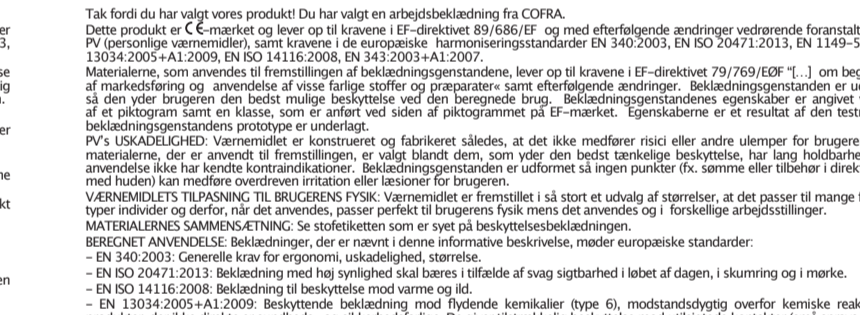 Tak fordi du har valgt vores produkt! Du har valgt en arbejdsbeklædning fra COFRA.
er Dette produkt er CE-mærket og lever op til kravene i EF-direktivet 89/686/EF og med efterfølgende ændringer vedrørende foranstalt
3, PV (personlige værnemidler), samt kravene i de europæiske harmoniseringsstandarder EN 340:2003, EN ISO 20471:2013, EN 1149-5
13034:2005+A1:2009, EN ISO 14116:2008, EN 343:2003+A1:2007.
se Materialerne, som anvendes til fremstillingen af beklædningsgenstandene, lever op til kravene i EF-direktivet 79/769/EØF “[…] om beg
ig af markedsføring og anvendelse af visse farlige stoffer og præparater« samt efterfølgende ændringer. Beklædningsgenstanden er u
så den yder brugeren den bedst mulige beskyttelse ved den beregnede brug. Beklædningsgenstandenes egenskaber er angivet
af et piktogram samt en klasse, som er anført ved siden af piktogrammet på EF-mærket. Egenskaberne er et resultat af den test
er beklædningsgenstandens prototype er underlagt.
PV's USKADELIGHED: Værnemidlet er konstrueret og fabrikeret således, at det ikke medfører risici eller andre ulemper for brugere
materialerne, der er anvendt til fremstillingen, er valgt blandt dem, som yder den bedst tænkelige beskyttelse, har lang holdbarhe
ne anvendelse ikke har kendte kontraindikationer. Beklædningsgenstanden er udformet så ingen punkter (fx. sømme eller tilbehør i direkt
med huden) kan medføre overdreven irritation eller læsioner for brugeren.
VÆRNEMIDLETS TILPASNING TIL BRUGERENS FYSIK: Værnemidlet er fremstillet i så stort et udvalg af størrelser, at det passer til mange
kt typer individer og derfor, når det anvendes, passer perfekt til brugerens fysik mens det anvendes og i forskellige arbejdsstillinger.
MATERIALERNES SAMMENSÆTNING: Se stofetiketten som er syet på beskyttelsesbeklædningen.
BEREGNET ANVENDELSE: Beklædninger, der er nævnt i denne informative beskrivelse, møder europæiske standarder:
– EN 340:2003: Generelle krav for ergonomi, uskadelighed, størrelse.
en – EN ISO 20471:2013: Beklædning med høj synlighed skal bæres i tilfælde af svag sigtbarhed i løbet af dagen, i skumring og i mørke.
– EN ISO 14116:2008: Beklædning til beskyttelse mod varme og ild.
– EN 13034:2005+A1:2009: Beskyttende beklædning mod flydende kemikalier (type 6), modstandsdygtig overfor kemiske reak